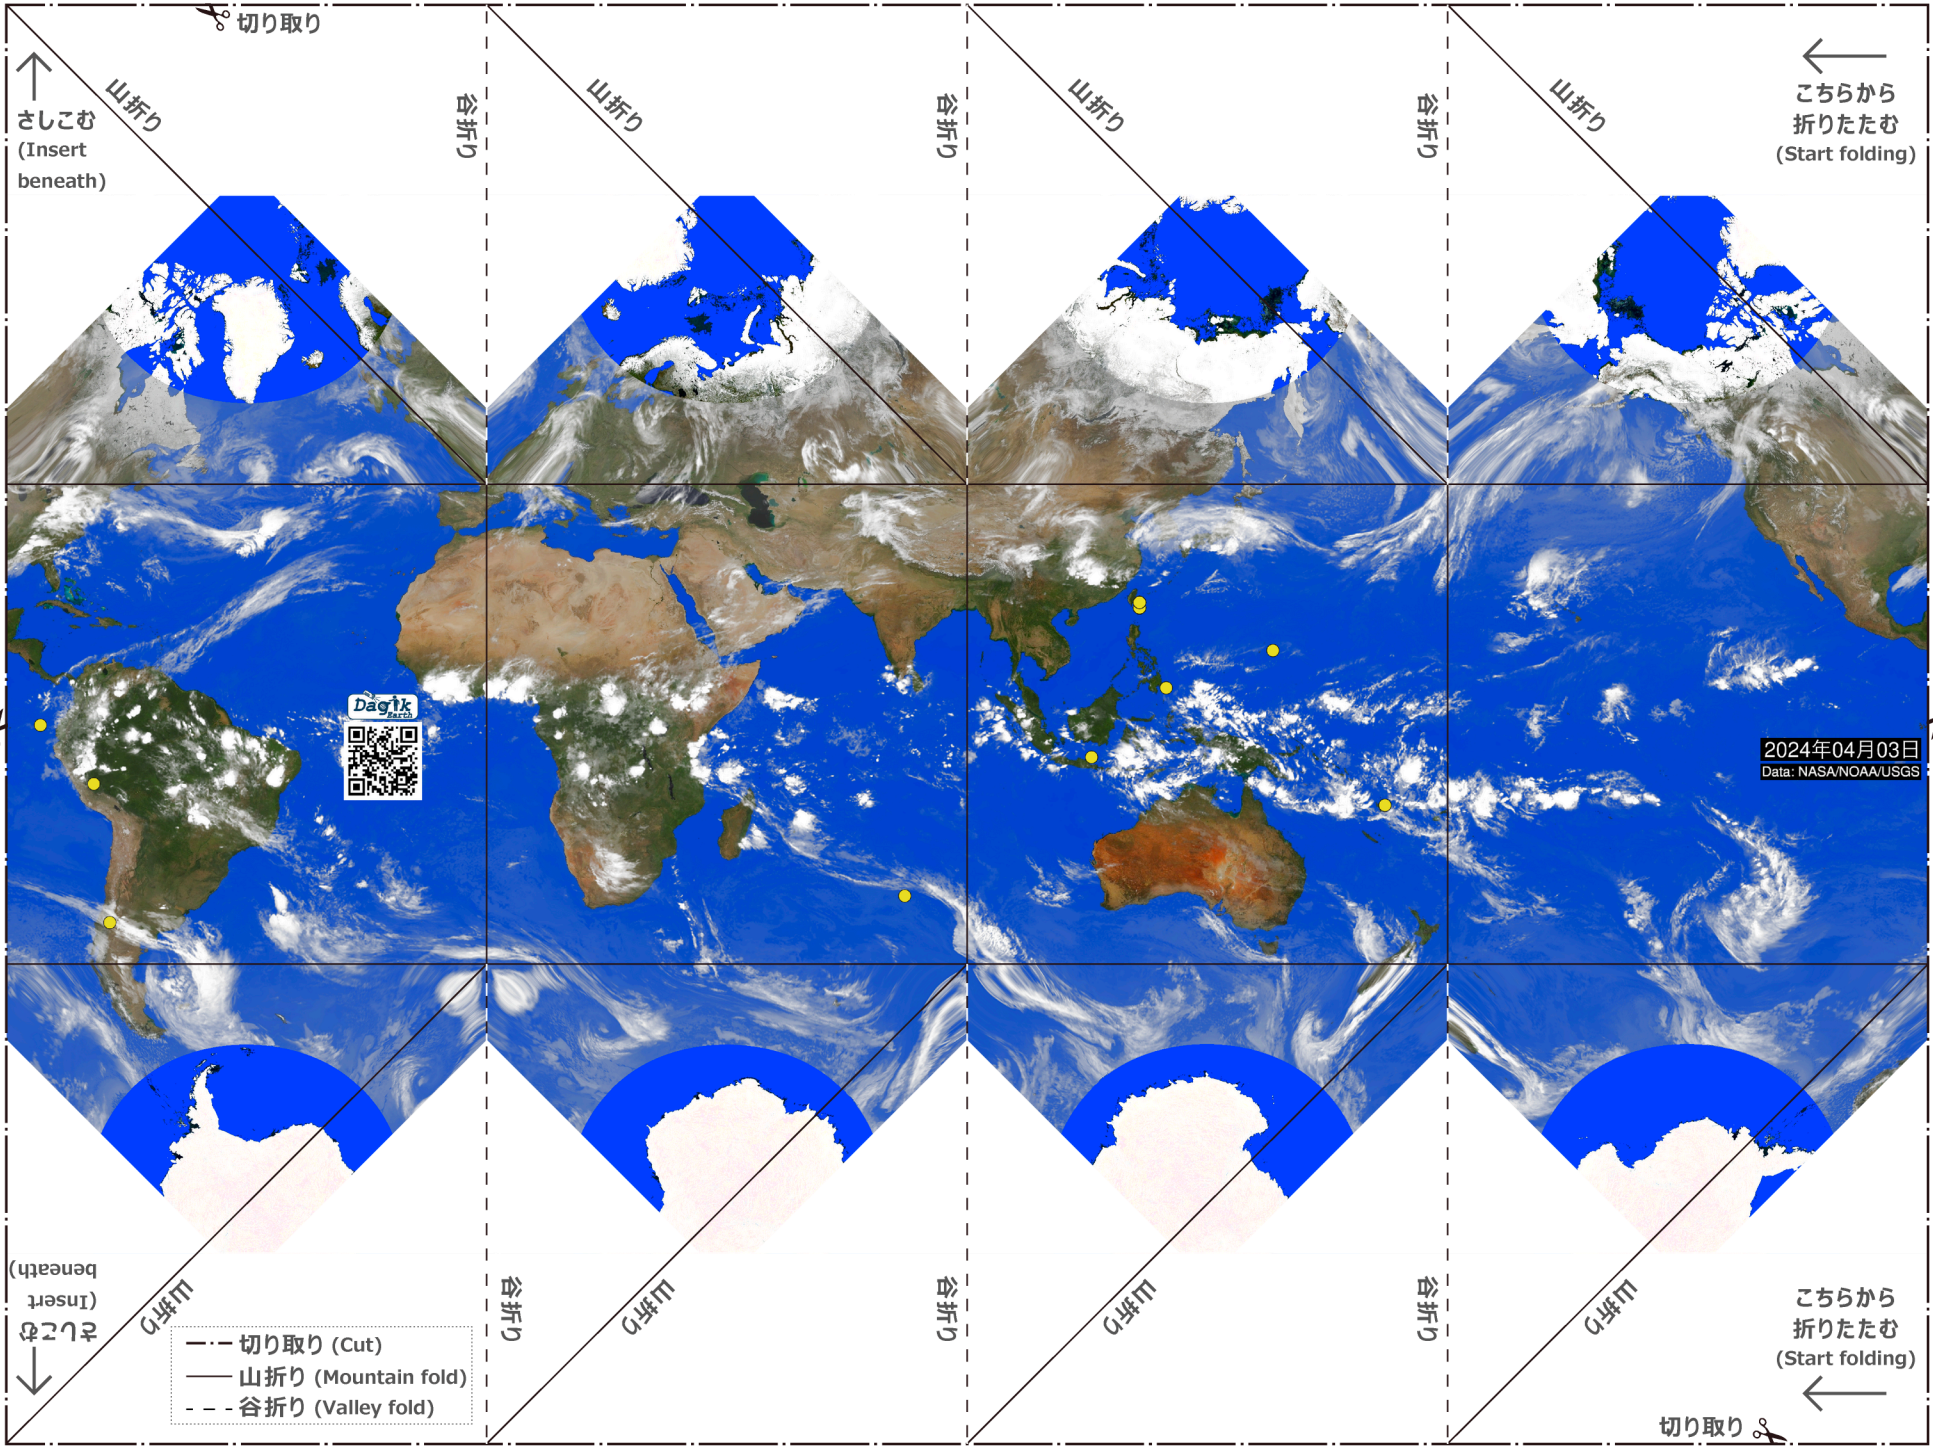 切り取り
さしこむ
(Insert
beneath)
山折り
谷折り
山折り
谷折り
山折り
谷折り
山折り
こちらから
折りたたむ
(Start folding)
Dagik
Earth
2024年04月03日
Data: NASA/NOAA/USGS
さしこむ
(Insert
beneath)
山折り
谷折り
山折り
谷折り
山折り
谷折り
山折り
こちらから
折りたたむ
(Start folding)
切り取り (Cut)
山折り (Mountain fold)
谷折り (Valley fold)
切り取り